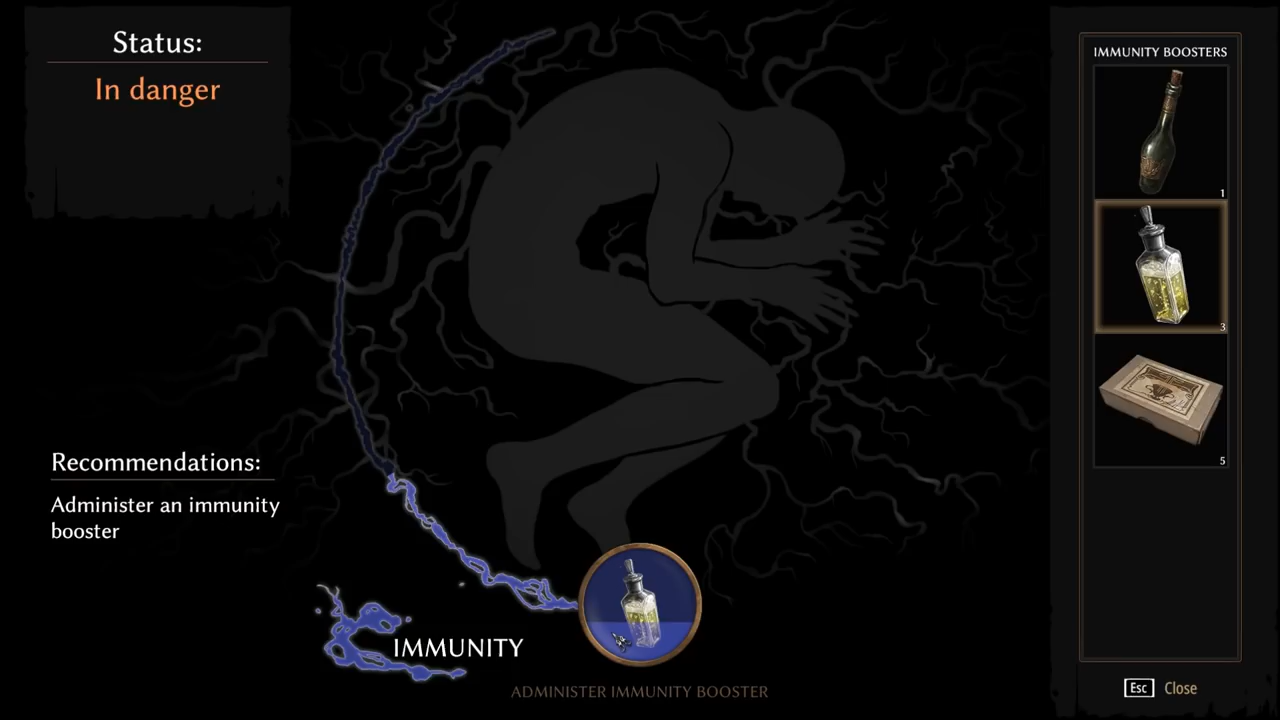 Status:
In danger
IMMUNITY BOOSTERS
1
3
5
Recommendations:
Administer an immunity
booster
IMMUNITY
ADMINISTER IMMUNITY BOOSTER
Esc Close